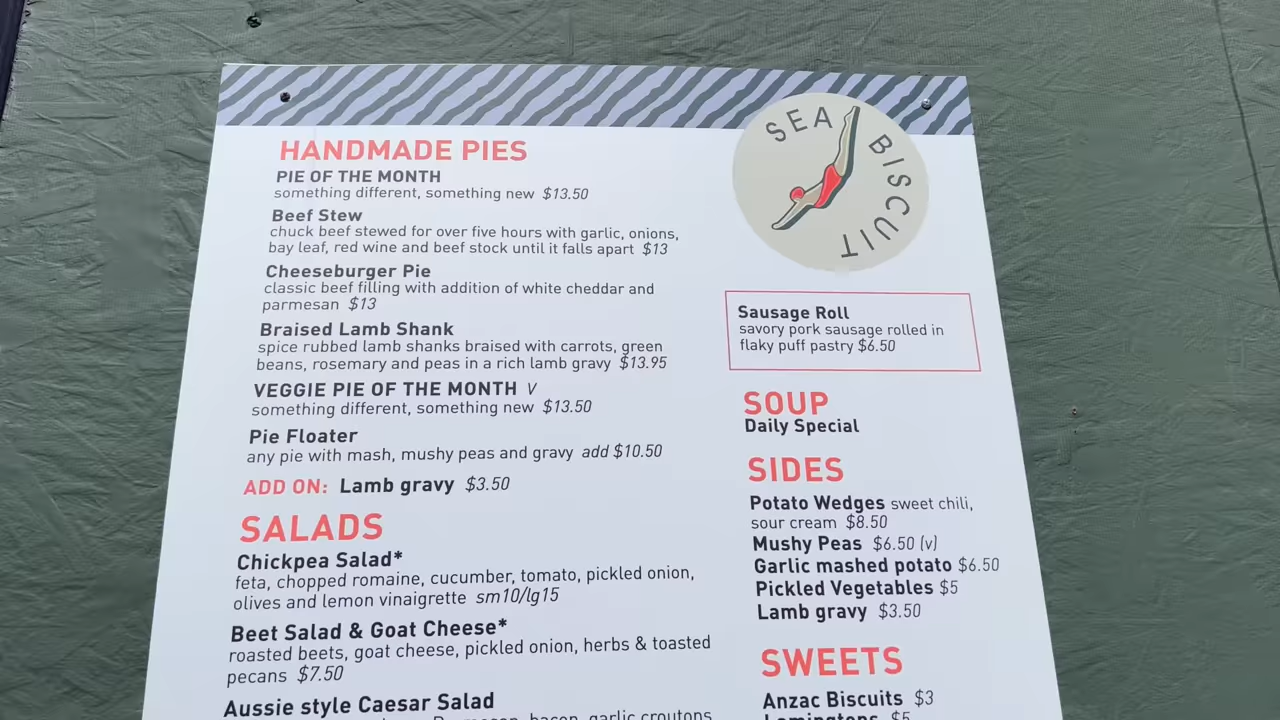 SEA BISCUIT
HANDMADE PIES
PIE OF THE MONTH
something different, something new $13.50
Beef Stew
chuck beef stewed for over five hours with garlic, onions,
bay leaf, red wine and beef stock until it falls apart $13
Cheeseburger Pie
classic beef filling with addition of white cheddar and
parmesan $13
Braised Lamb Shank
spice rubbed lamb shanks braised with carrots, green
beans, rosemary and peas in a rich lamb gravy $13.95
VEGGIE PIE OF THE MONTH V
something different, something new $13.50
Pie Floater
any pie with mash, mushy peas and gravy add $10.50
ADD ON: Lamb gravy $3.50
SALADS
Chickpea Salad*
feta, chopped romaine, cucumber, tomato, pickled onion,
olives and lemon vinaigrette sm10/lg15
Beet Salad & Goat Cheese*
roasted beets, goat cheese, pickled onion, herbs & toasted
pecans $7.50
Aussie style Caesar Salad
Parmesan, bacon, garlic croutons
Sausage Roll
savory pork sausage rolled in
flaky puff pastry $6.50
SOUP
Daily Special
SIDES
Potato Wedges sweet chili,
sour cream $8.50
Mushy Peas $6.50 (v)
Garlic mashed potato $6.50
Pickled Vegetables $5
Lamb gravy $3.50
SWEETS
Anzac Biscuits $3
Lamingtons $5